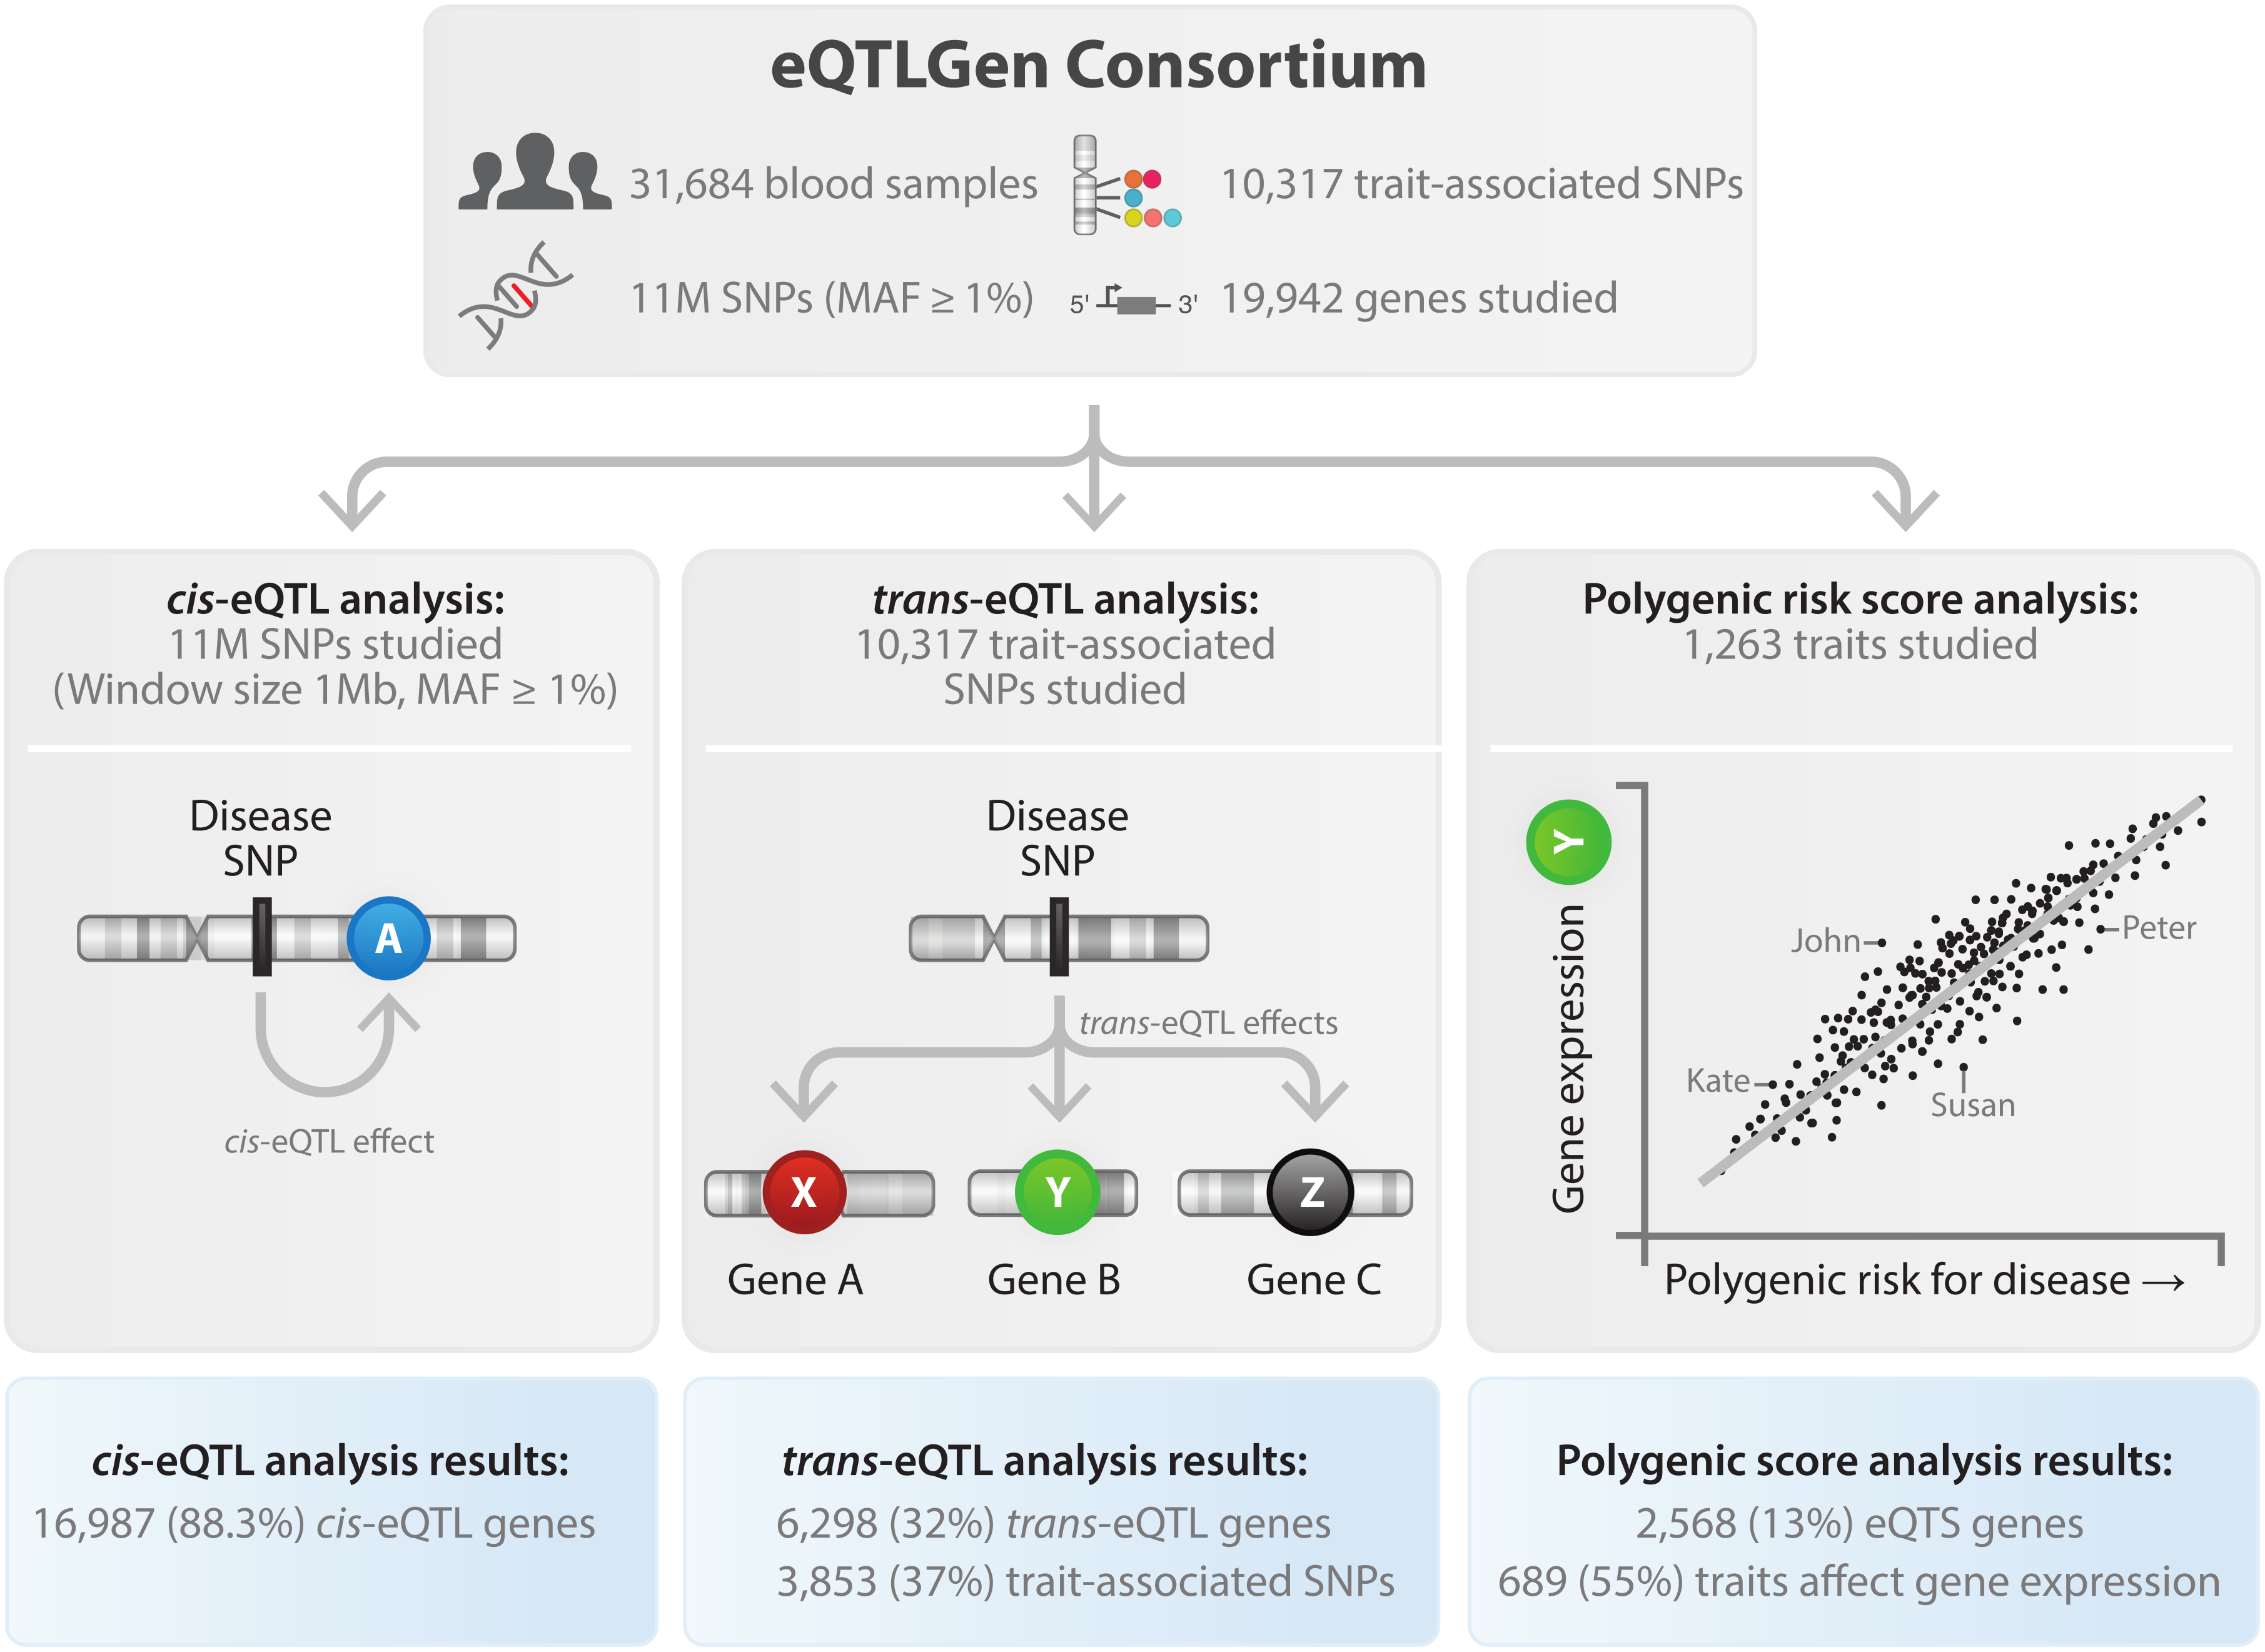 eQTLGen Consortium
31,684 blood samples
10,317 trait-associated SNPs
11M SNPs (MAF ≥ 1%)
5' 3'
19,942 genes studied
cis-eQTL analysis:
11M SNPs studied
(Window size 1Mb, MAF ≥ 1%)
Disease
SNP
A
cis-eQTL effect
trans-eQTL analysis:
10,317 trait-associated
SNPs studied
Disease
SNP
trans-eQTL effects
X
Y
Z
Gene A
Gene B
Gene C
Polygenic risk score analysis:
1,263 traits studied
Y
Gene expression
John
Peter
Kate
Susan
Polygenic risk for disease →
cis-eQTL analysis results:
16,987 (88.3%) cis-eQTL genes
trans-eQTL analysis results:
6,298 (32%) trans-eQTL genes
3,853 (37%) trait-associated SNPs
Polygenic score analysis results:
2,568 (13%) eQTS genes
689 (55%) traits affect gene expression